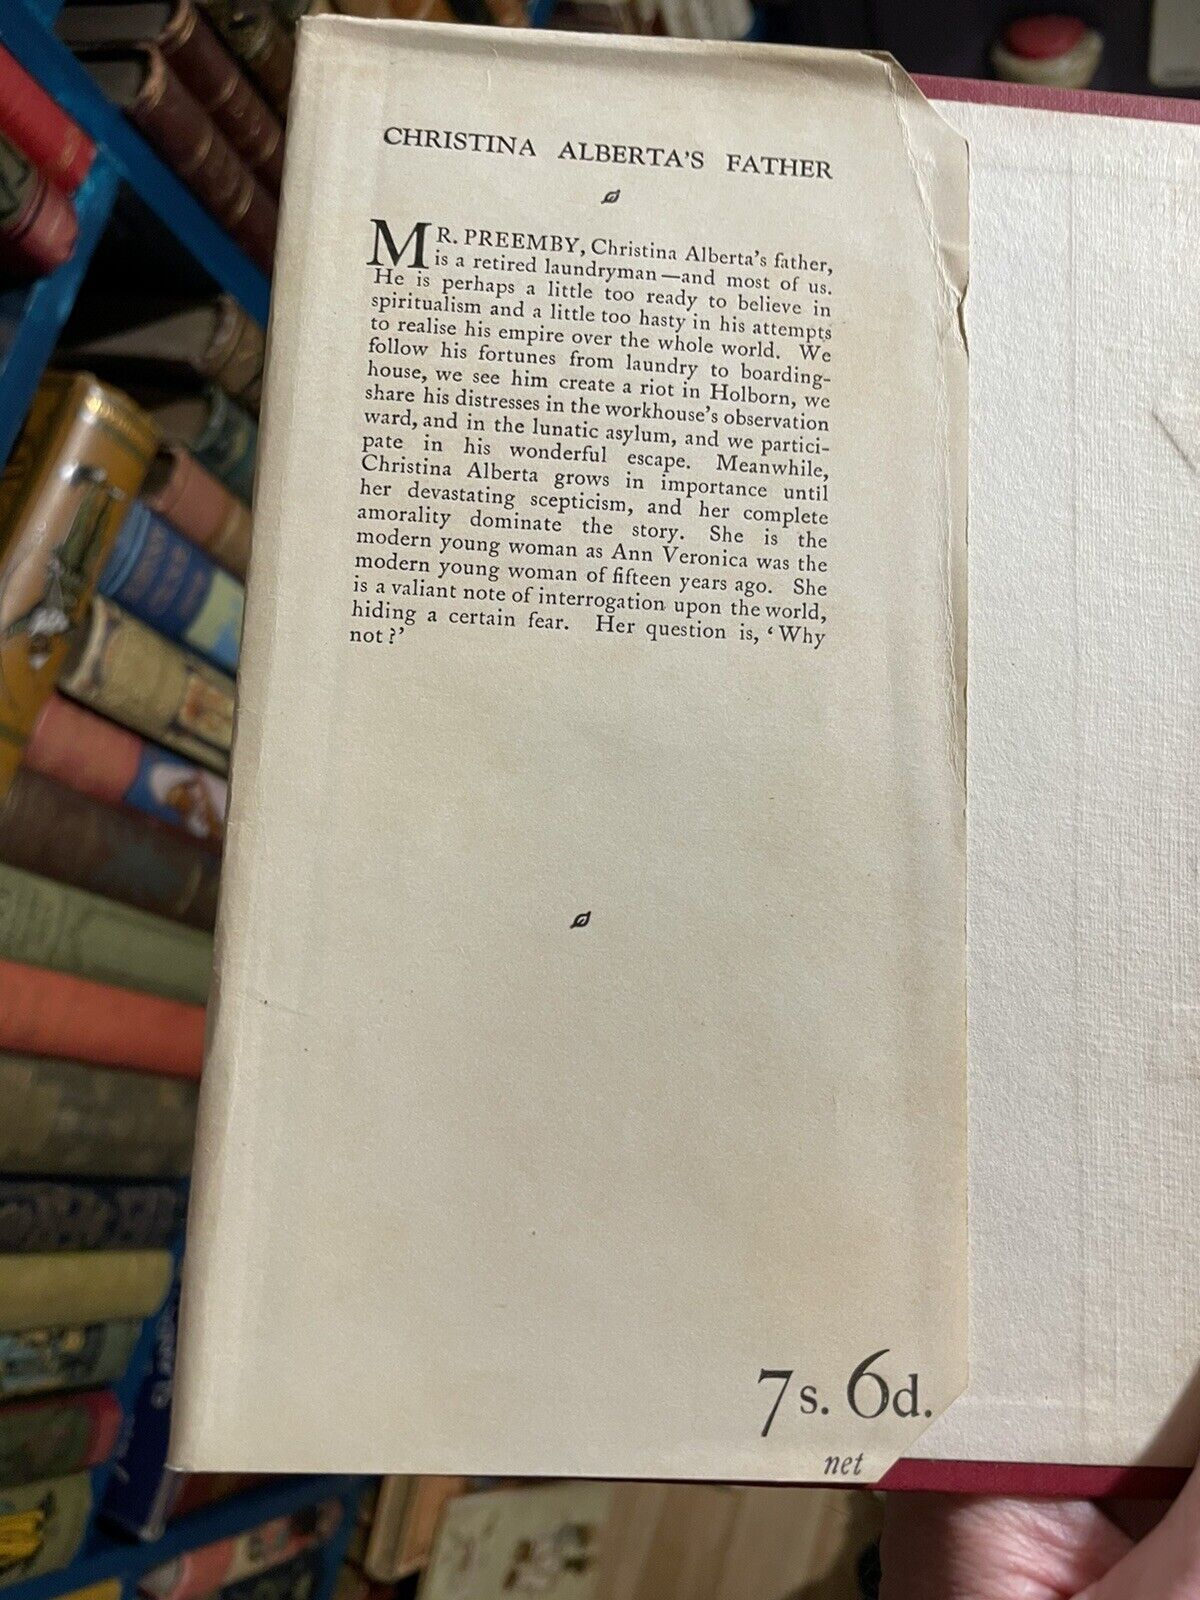 CHRISTINA ALBERTA'S FATHER
MR. PREEMBY, Christina Alberta's father,
is a retired laundryman—and most of us.
He is perhaps a little too ready to believe in
spiritualism and a little too hasty in his attempts
to realise his empire over the whole world. We
follow his fortunes from laundry to boarding-
house, we see him create a riot in Holborn, we
share his distresses in the workhouse's observation
ward, and in the lunatic asylum, and we partici-
pate in his wonderful escape. Meanwhile,
Christina Alberta grows in importance until
her devastating scepticism, and her complete
amorality dominate the story. She is the
modern young woman as Ann Veronica was the
modern young woman of fifteen years ago. She
is a valiant note of interrogation upon the world,
hiding a certain fear. Her question is, 'Why
not?'
7s. 6d.
net